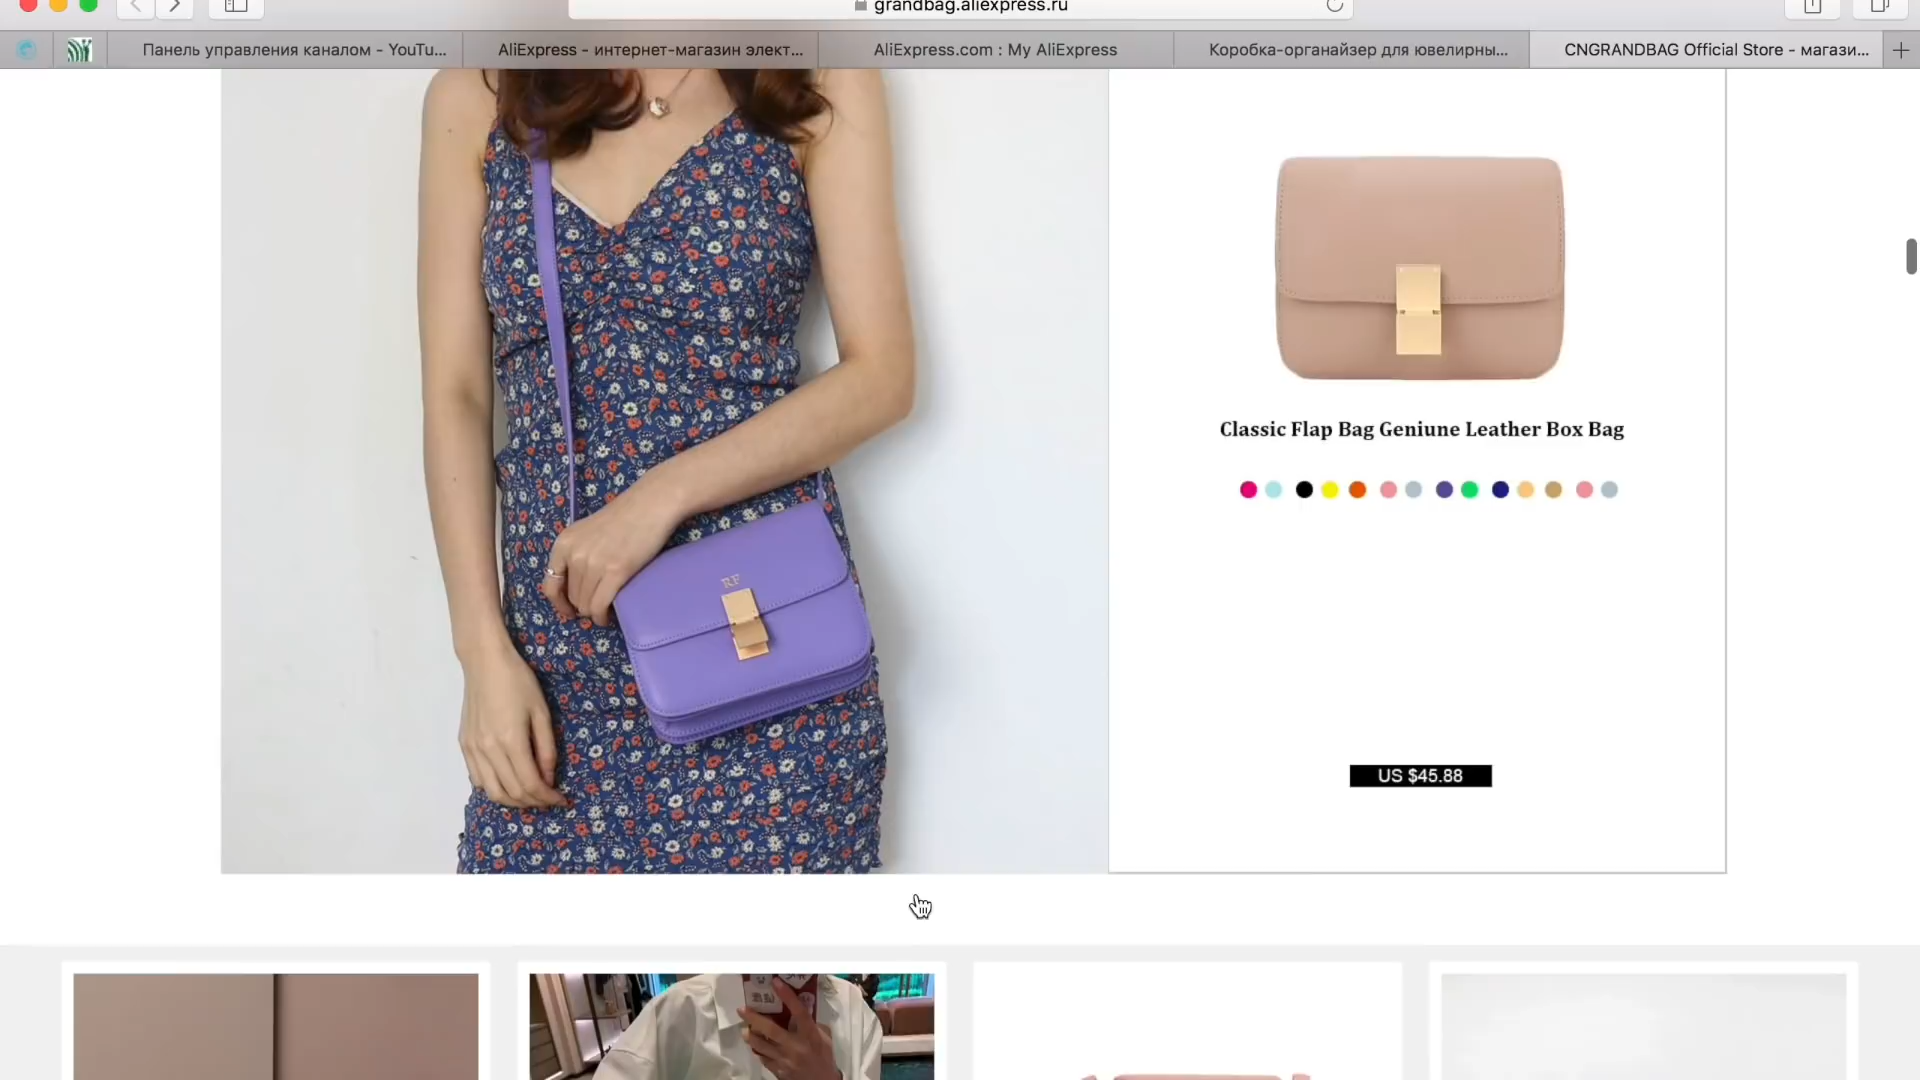 grandbag.aliexpress.ru
Панель управления каналом - YouTu...
AliExpress - интернет-магазин элект...
AliExpress.com : My AliExpress
Коробка-органайзер для ювелирны...
CNGRANDBAG Official Store - магази...
Classic Flap Bag Geniune Leather Box Bag
RF
US $45.88